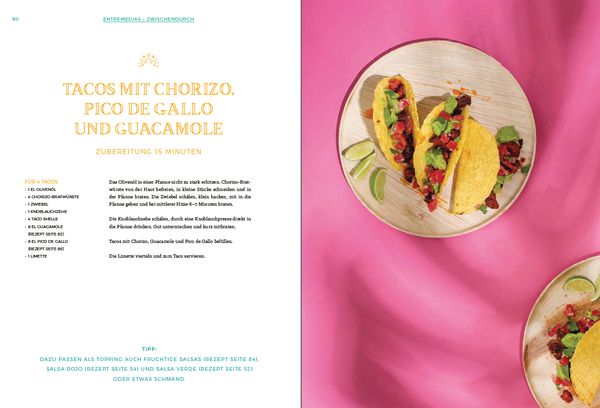 80
ENTREMEDIAS – ZWISCHENDURCH
TACOS MIT CHORIZO,
PICO DE GALLO
UND GUACAMOLE
ZUBEREITUNG 15 MINUTEN
FÜR 4 TACOS
• 1 EL OLIVENÖL
• 4 CHORIZO-BRATWÜRSTE
• 1 ZWIEBEL
• 1 KNOBLAUCHZEHE
• 4 TACO SHELLS
• 8 EL GUACAMOLE
(REZEPT SEITE 82)
• 8 EL PICO DE GALLO
(REZEPT SEITE 86)
• 1 LIMETTE
Das Olivenöl in einer Pfanne nicht zu stark erhitzen. Chorizo-Brat-
würste von der Haut befreien, in kleine Stücke schneiden und in
der Pfanne braten. Die Zwiebel schälen, klein hacken, mit in die
Pfanne geben und bei mittlerer Hitze 6–7 Minuten braten.
Die Knoblauchzehe schälen, durch eine Knoblauchpresse direkt in
die Pfanne drücken. Gut untermischen und kurz mitbraten.
Tacos mit Chorizo, Guacamole und Pico de Gallo befüllen.
Die Limette vierteln und zum Taco servieren.
TIPP:
DAZU PASSEN ALS TOPPING AUCH FRUCHTIGE SALSAS (REZEPT SEITE 84),
SALSA ROJO (REZEPT SEITE 54) UND SALSA VERDE (REZEPT SEITE 52)
ODER ETWAS SCHMAND.